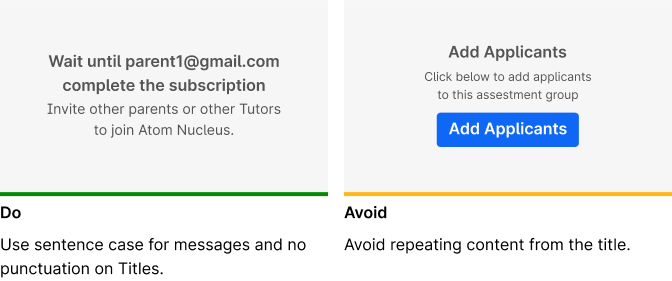 Wait until parent1@gmail.com
complete the subscription
Invite other parents or other Tutors
to join Atom Nucleus.
Do
Use sentence case for messages and no
punctuation on Titles.
Add Applicants
Click below to add applicants
to this assestment group
Add Applicants
Avoid
Avoid repeating content from the title.